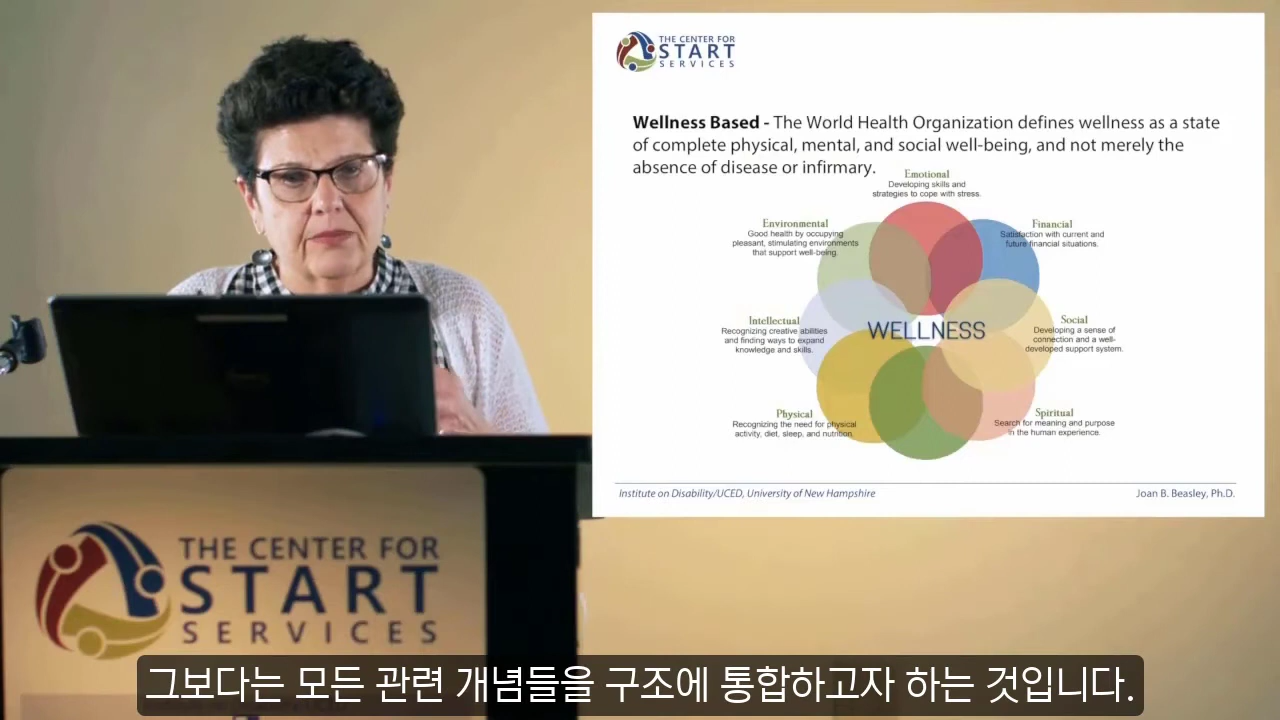 THE CENTER FOR
START
SERVICES
Wellness Based - The World Health Organization defines wellness as a state
of complete physical, mental, and social well-being, and not merely the
absence of disease or infirmary.
Emotional
Developing skills and
strategies to cope with stress.
Environmental
Good health by occupying
pleasant, stimulating environments
that support well-being.
Financial
Satisfaction with current and
future financial situations.
Intellectual
Recognizing creative abilities
and finding ways to expand
knowledge and skills.
WELLNESS
Social
Developing a sense of
connection and a well-
developed support system.
Physical
Recognizing the need for physical
activity, diet, sleep, and nutrition.
Spiritual
Search for meaning and purpose
in the human experience.
Institute on Disability/UCED, University of New Hampshire
Joan B. Beasley, Ph.D.
THE CENTER FOR
START
SERVICES
그보다는 모든 관련 개념들을 구조에 통합하고자 하는 것입니다.